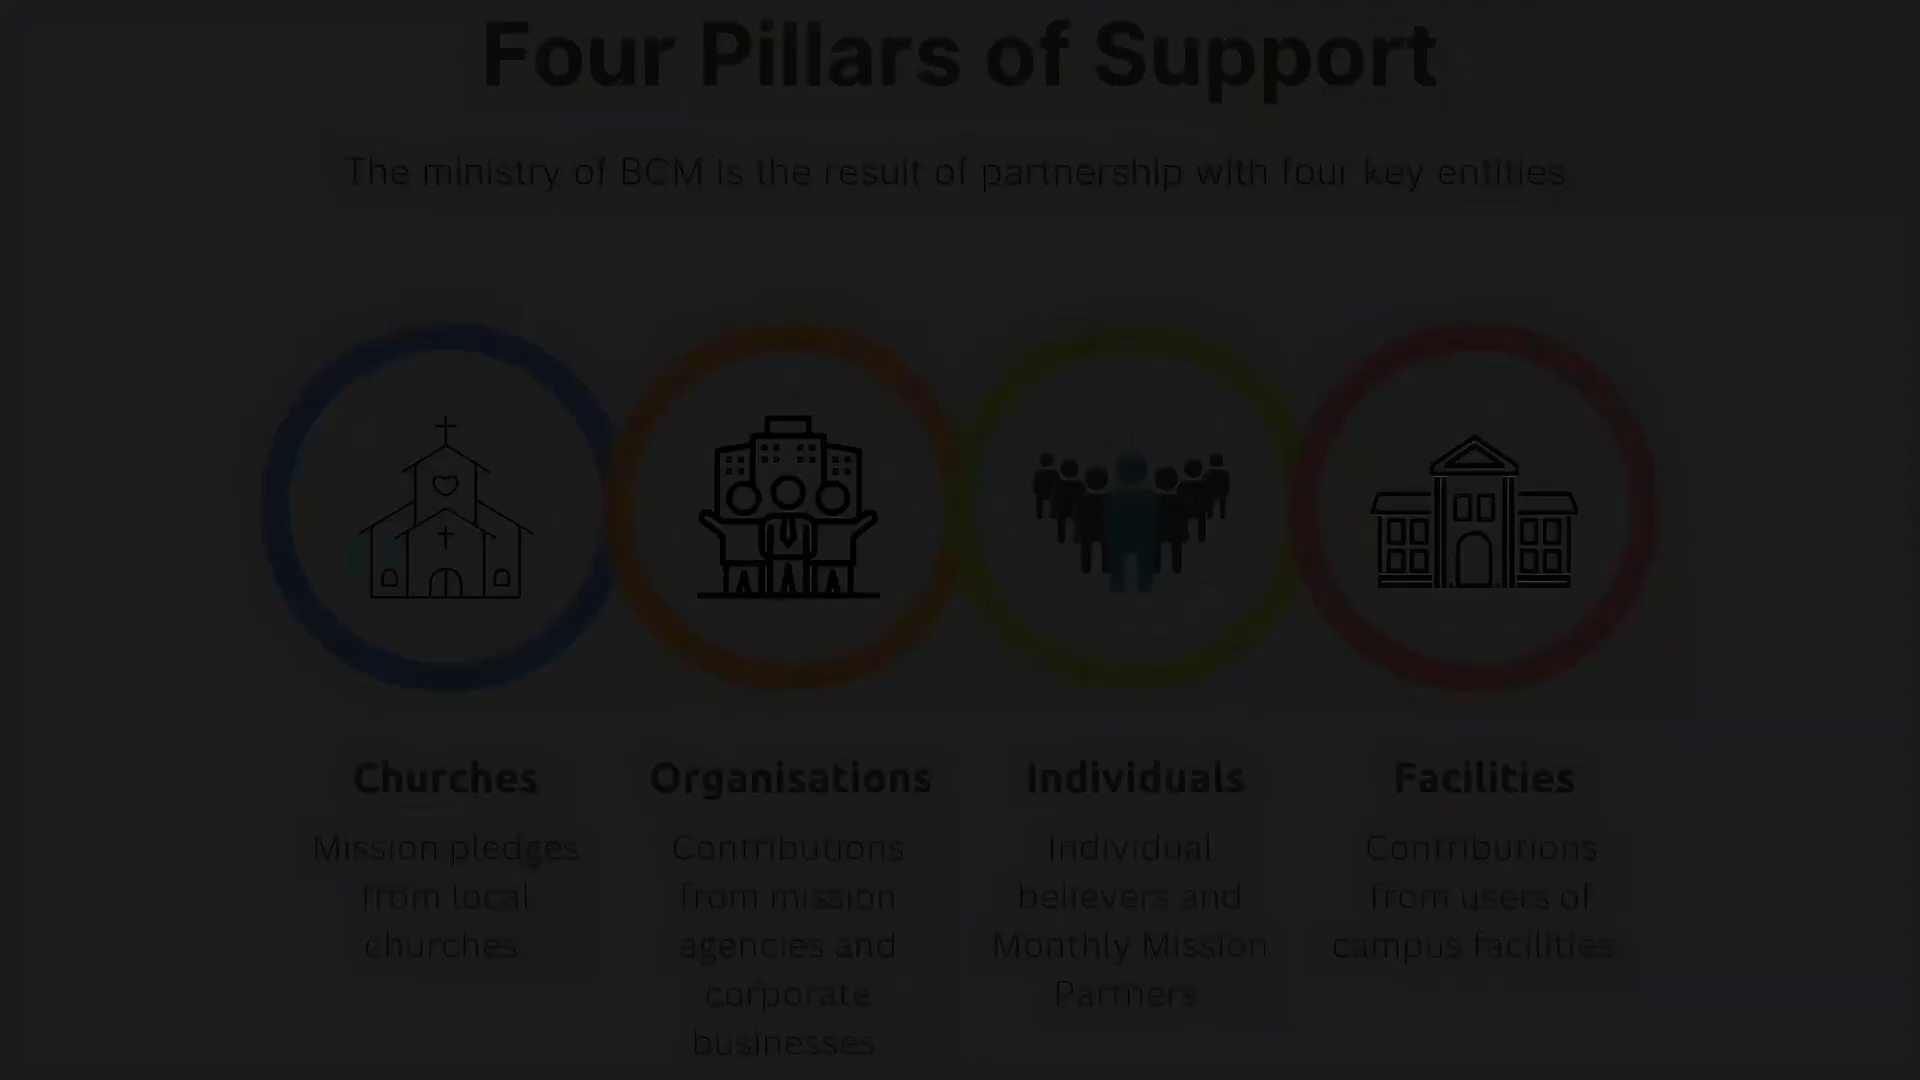 Four Pillars of Support
The ministry of BCM is the result of partnership with four key entities.
Churches
Mission pledges
from local
churches.
Organisations
Contributions
from mission
agencies and
corporate
businesses.
Individuals
Individual
believers and
Monthly Mission
Partners
Facilities
Contributions
from users of
campus facilities.